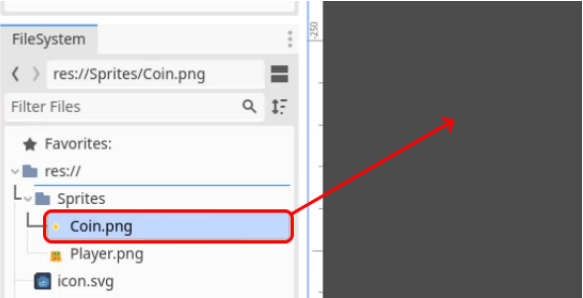 FileSystem
res://Sprites/Coin.png
Filter Files
Favorites:
res://
Sprites
Coin.png
Player.png
icon.svg
-250